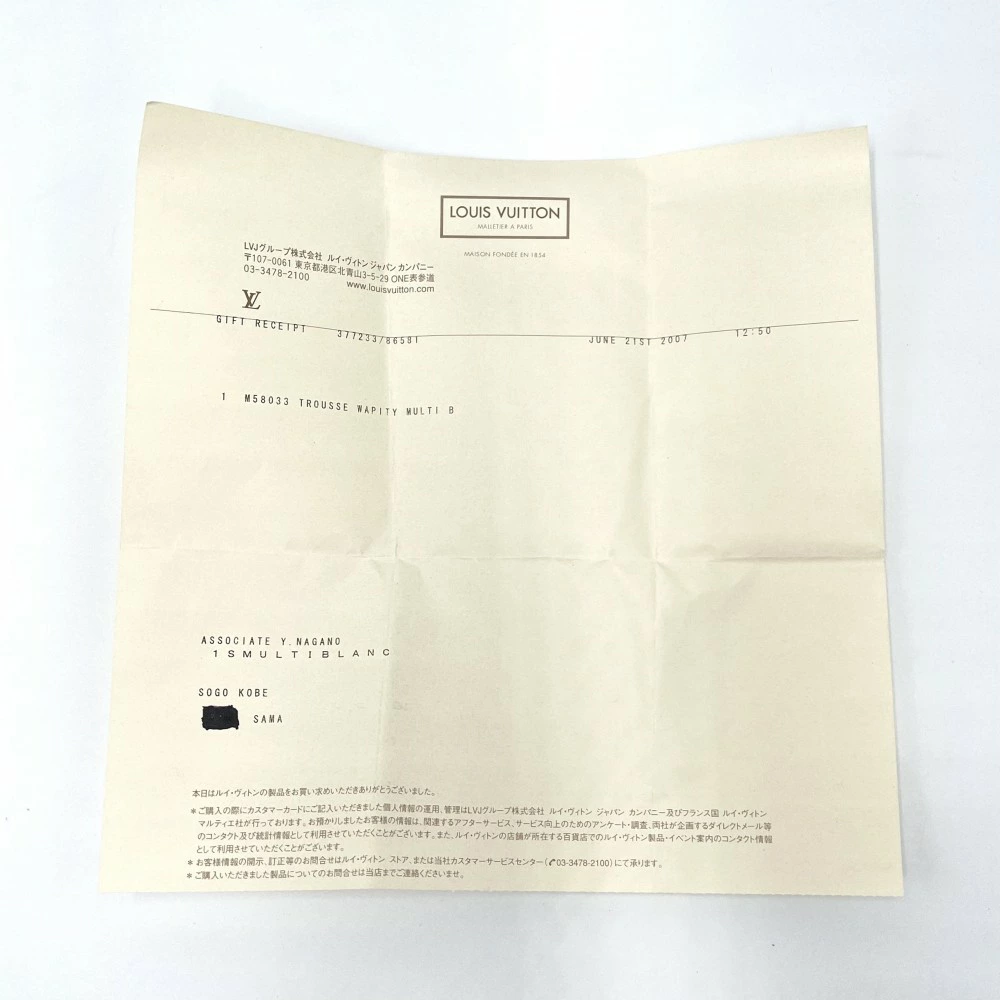 LOUIS VUITTON
MALLETIER A PARIS
MAISON FONDÉE EN 1854
LVJグループ株式会社 ルイ・ヴィトン ジャパン カンパニー
〒107-0061 東京都港区北青山3-5-29 ONE表参道
03-3478-2100 www.louisvuitton.com
LV
GIFT RECEIPT 377233/86581 JUNE 21ST 2007 12:50
1 M58033 TROUSSE WAPITY MULTI B
ASSOCIATE Y.NAGANO
1SMULTIBLANC
SOGO KOBE
SAMA
本日はルイ・ヴィトンの製品をお買い求めいただきありがとうございました。
＊ご購入の際にカスタマーカードにご記入いただきました個人情報の運用、管理はLVJグループ株式会社 ルイ・ヴィトン ジャパン カンパニー及びフランス国 ルイ・ヴィトン
マルティエ社が行っております。お預かりしましたお客様の情報は、関連するアフターサービス、サービス向上のためのアンケート・調査、両社が企画するダイレクトメール等
のコンタクト及び統計情報として利用させていただくことがございます。また、ルイ・ヴィトンの店舗が所在する百貨店でのルイ・ヴィトン製品・イベント案内のコンタクト情報
として利用させていただくことがございます。
＊お客様情報の開示、訂正等のお問合せはルイ・ヴィトン ストア、または当社カスタマーサービスセンター(✆03-3478-2100)にて承ります。
＊ご購入いただきました製品についてのお問合せは当店までご連絡くださいませ。